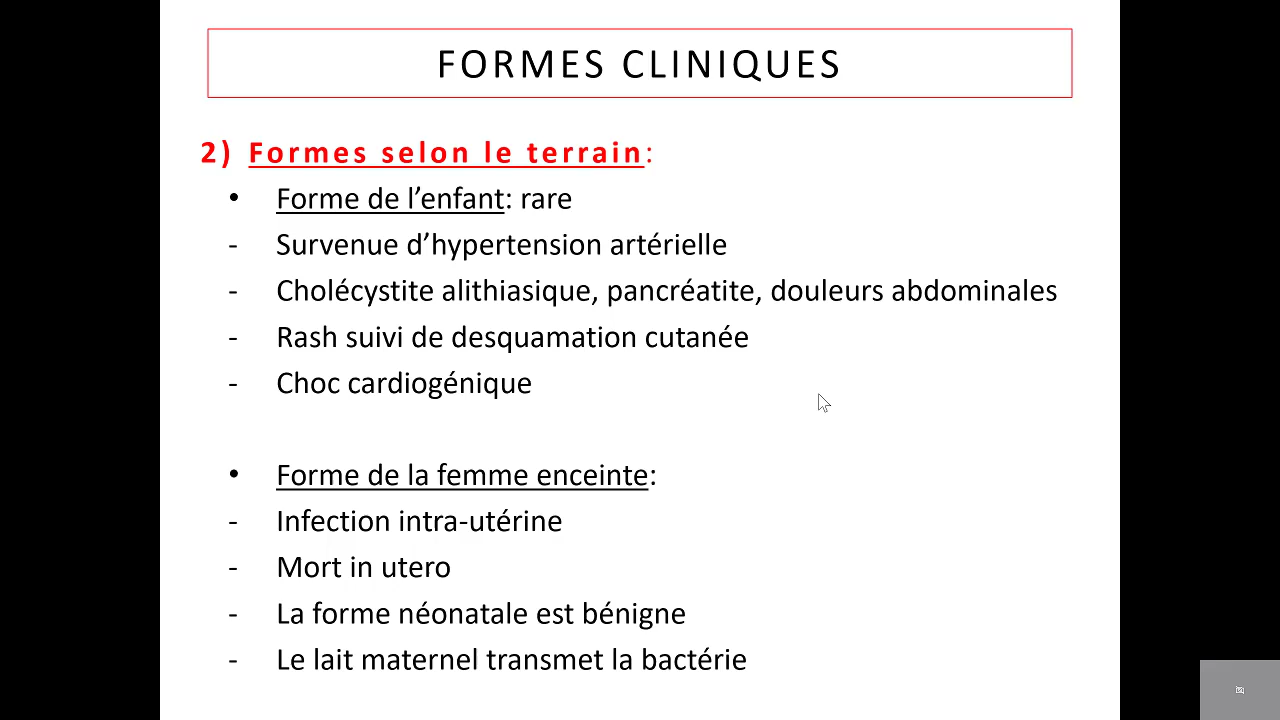 FORMES CLINIQUES
2) Formes selon le terrain:
• Forme de l’enfant: rare
- Survenue d’hypertension artérielle
- Cholécystite alithiasique, pancréatite, douleurs abdominales
- Rash suivi de desquamation cutanée
- Choc cardiogénique
• Forme de la femme enceinte:
- Infection intra-utérine
- Mort in utero
- La forme néonatale est bénigne
- Le lait maternel transmet la bactérie